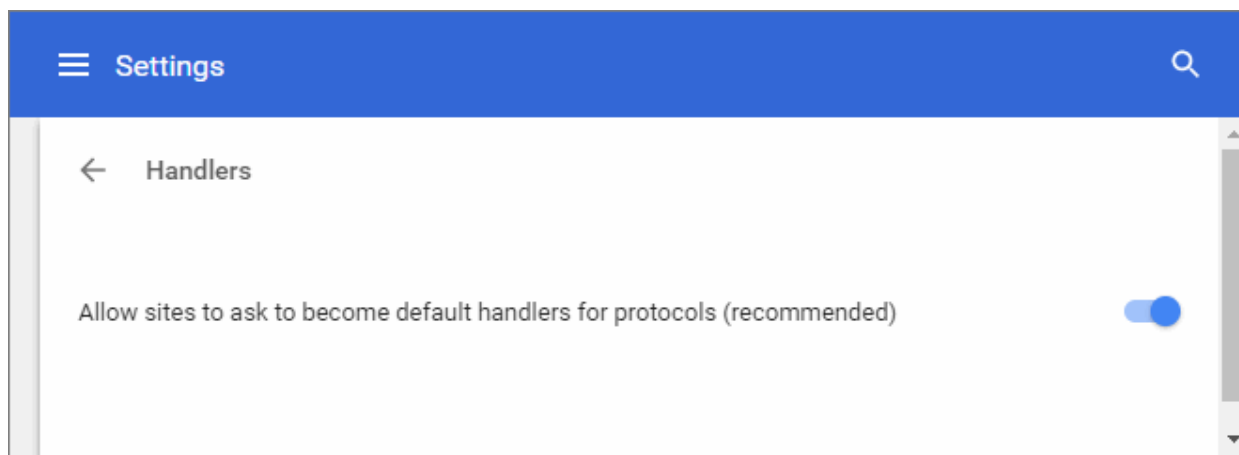 Settings
Handlers
Allow sites to ask to become default handlers for protocols (recommended)